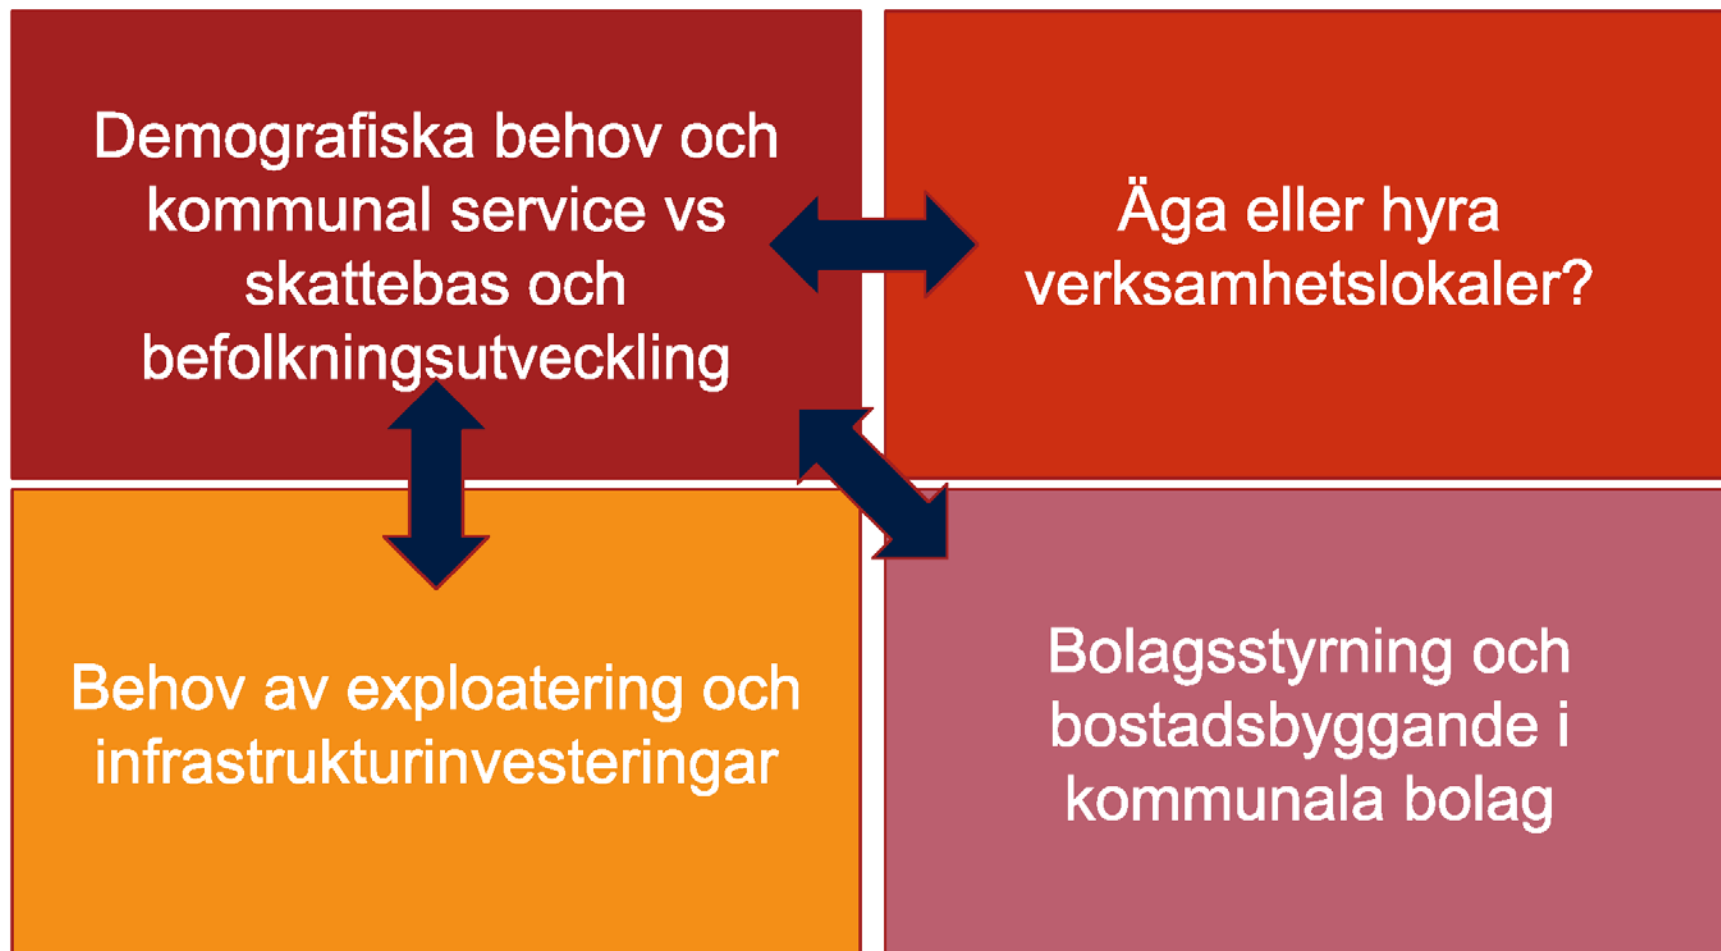 Demografiska behov och
kommunal service vs
skattebas och
befolkningsutveckling
Äga eller hyra
verksamhetslokaler?
Behov av exploatering och
infrastrukturinvesteringar
Bolagsstyrning och
bostadsbyggande i
kommunala bolag